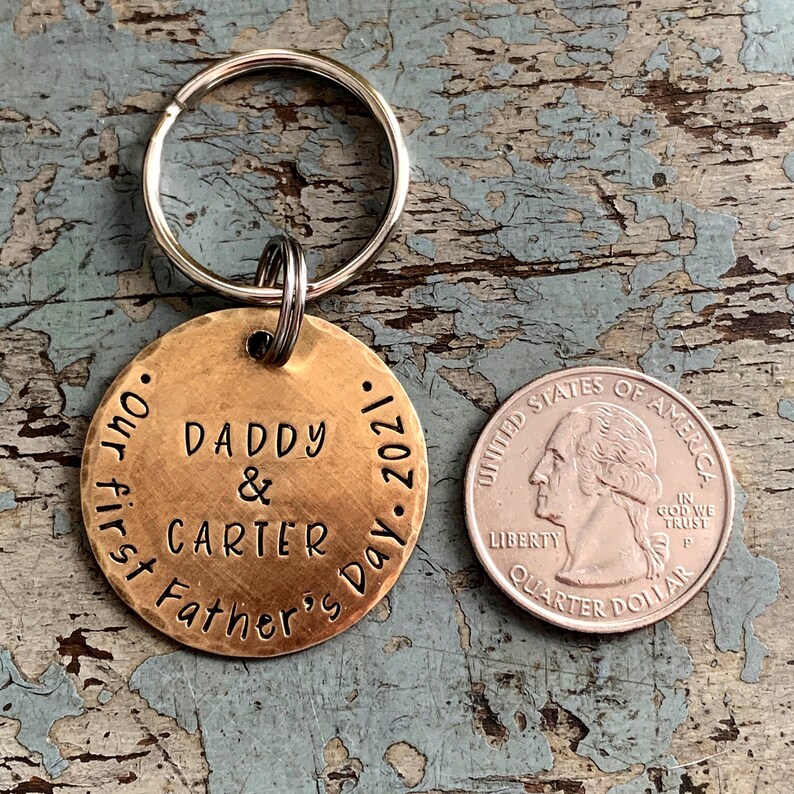 DADDY
&
CARTER
• Our first Father's Day • 2021 •
UNITED STATES OF AMERICA
LIBERTY
IN
GOD WE
TRUST
P
QUARTER DOLLAR